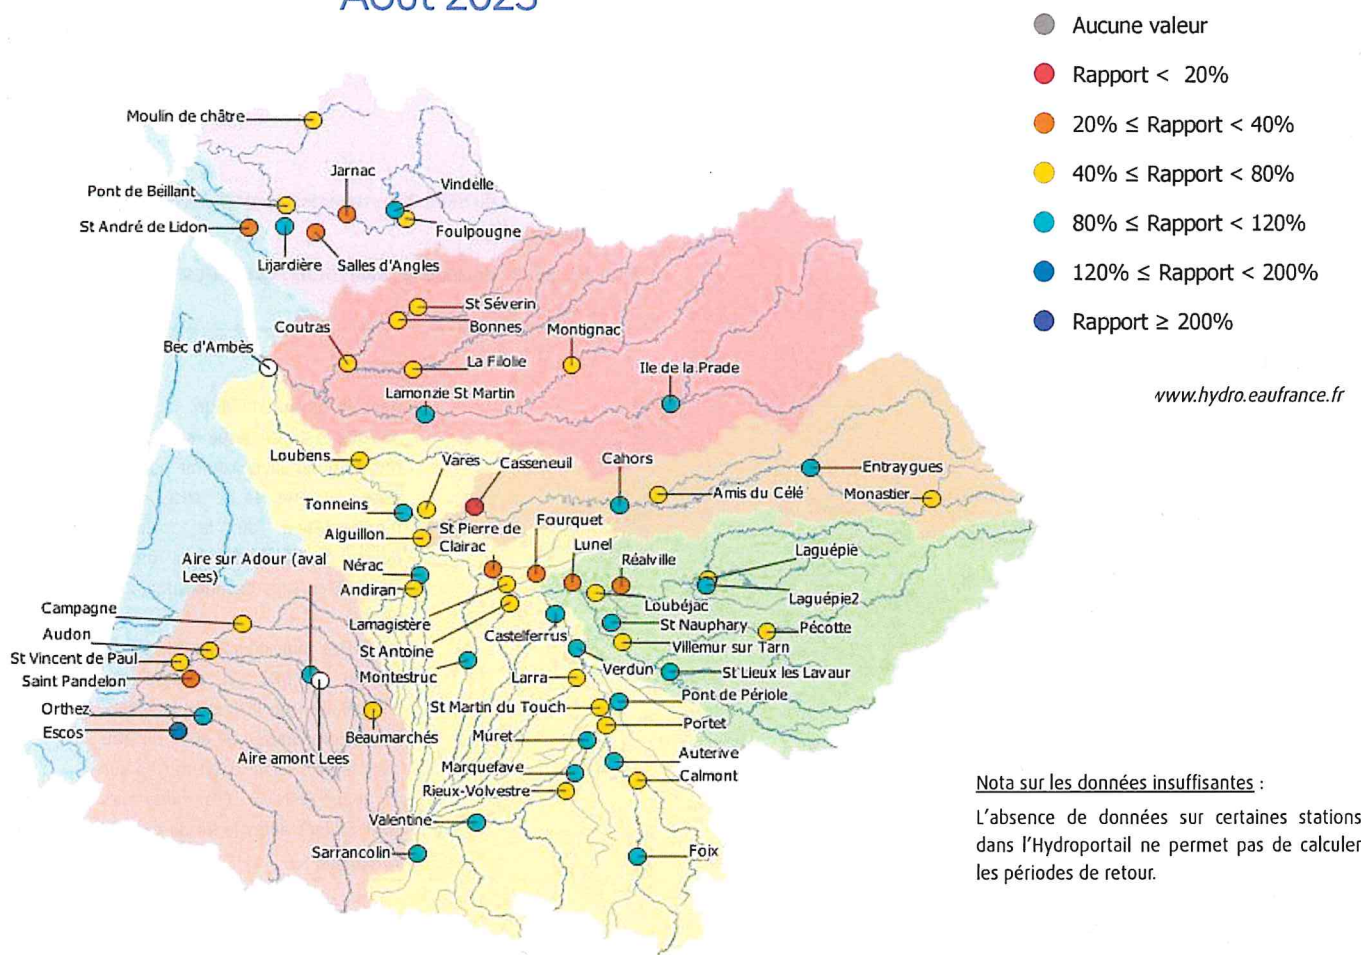 Août 2025
Aucune valeur
Rapport < 20%
20% ≤ Rapport < 40%
40% ≤ Rapport < 80%
80% ≤ Rapport < 120%
120% ≤ Rapport < 200%
Rapport ≥ 200%
www.hydro.eaufrance.fr
Moulin de châtre
Jarnac
Vindelle
Pont de Beillant
St André de Lidon
Foulpougne
Lijardière
Salles d'Angles
St Séverin
Coutras
Bonnes
Montignac
Bec d'Ambès
La Filolie
Ile de la Prade
Lamonzie St Martin
Loubens
Vares
Casseneuil
Cahors
Entraygues
Amis du Célé
Monastier
Tonneins
Aiguillon
St Pierre de
Clairac
Fourquet
Lunel
Réalville
Laguépie
Aire sur Adour (aval
Lees)
Nérac
Andiran
Loubéjac
Laguépie2
Campagne
Lamagistère
St Nauphary
Pécotte
Audon
Castelferrus
Villemur sur Tarn
St Vincent de Paul
St Antoine
Verdun
St Lieux les Lavaur
Saint Pandelon
Montestruc
Larra
Pont de Périole
Orthez
St Martin du Touch
Portet
Escos
Beaumarchés
Muret
Auterive
Aire amont Lees
Marquefave
Calmont
Rieux-Volvestre
Valentine
Sarrancolin
Foix
Nota sur les données insuffisantes :
L'absence de données sur certaines stations
dans l'Hydroportail ne permet pas de calculer
les périodes de retour.